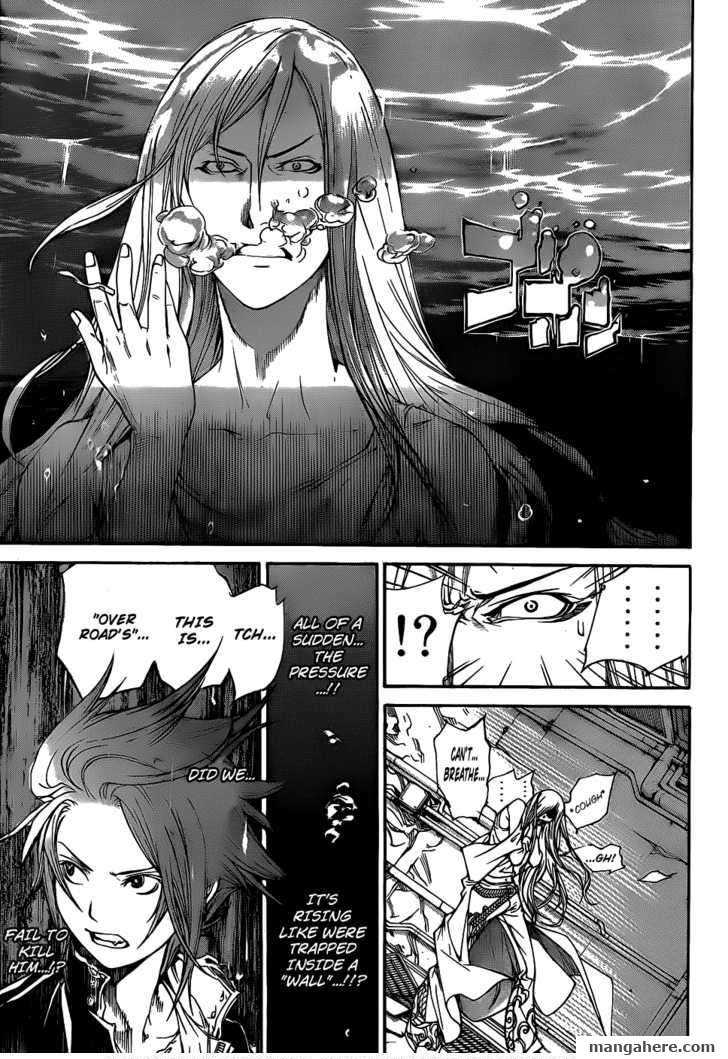 ......
!?
*COUGH*
...GH!
CAN'T...
BREATHE...
......
ALL OF A
SUDDEN...
THE
PRESSURE
...!!
IT'S
RISING
LIKE WERE
TRAPPED
INSIDE A
"WALL"...!!?
TCH...
THIS
IS...
"OVER
ROAD'S"...
DID WE...
FAIL TO
KILL
HIM...!?
mangahere.com